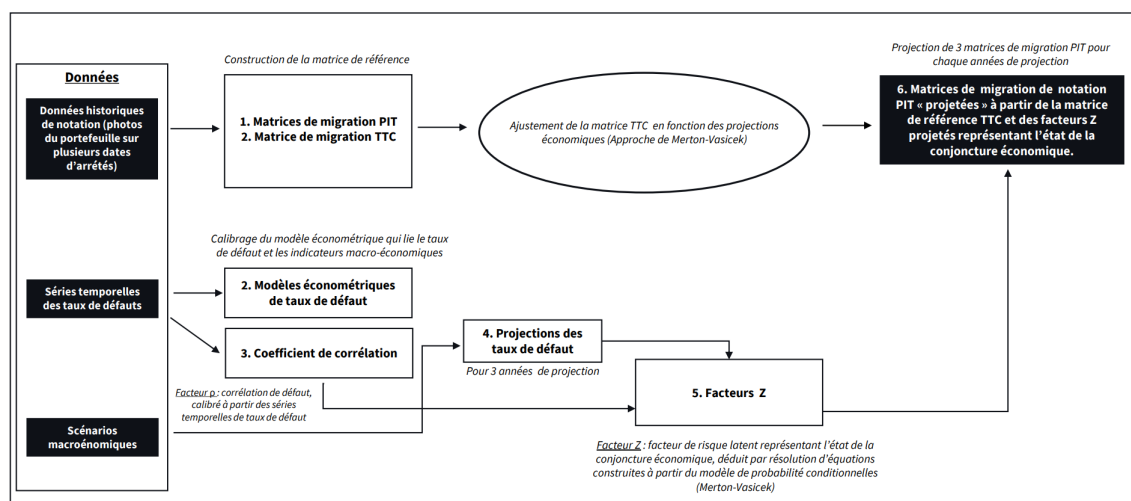 Données
Données historiques
de notation (photos
du portefeuille sur
plusieurs dates
d'arrêtés)
Séries temporelles
des taux de défauts
Scénarios
macroénomiques
Construction de la matrice de référence
1. Matrices de migration PIT
2. Matrice de migration TTC
Ajustement de la matrice TTC en fonction des projections
économiques (Approche de Merton-Vasicek)
Projection de 3 matrices de migration PIT pour
chaque années de projection
6. Matrices de migration de notation
PIT « projetées » à partir de la matrice
de référence TTC et des facteurs Z
projetés représentant l'état de la
conjoncture économique.
Calibrage du modèle économétrique qui lie le taux
de défaut et les indicateurs macro-économiques
2. Modèles économétriques
de taux de défaut
3. Coefficient de corrélation
Facteur ρ : corrélation de défaut,
calibré à partir des séries
temporelles de taux de défaut
4. Projections des
taux de défaut
Pour 3 années de projection
5. Facteurs Z
Facteur Z : facteur de risque latent représentant l'état de la
conjoncture économique, déduit par résolution d'équations
construites à partir du modèle de probabilité conditionnelles
(Merton-Vasicek)